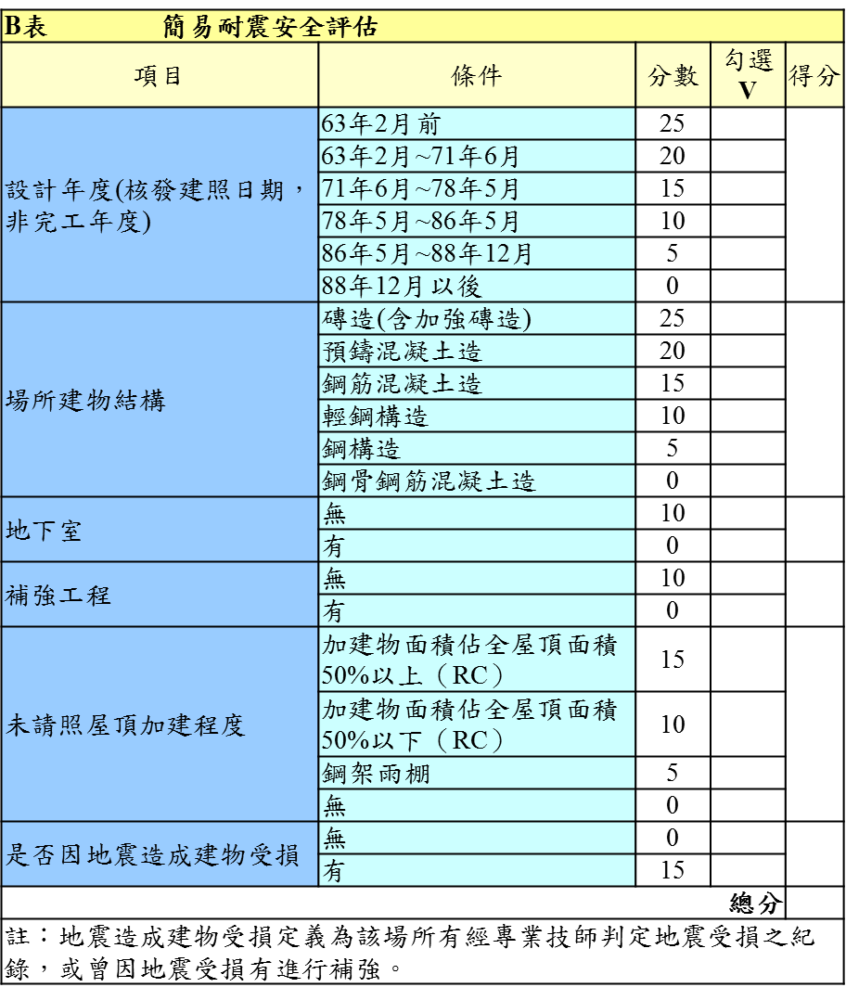 B表 簡易耐震安全評估
項目 條件 分數 勾選 得分
V
設計年度(核發建照日期，
非完工年度)
63年2月前 25
63年2月~71年6月 20
71年6月~78年5月 15
78年5月~86年5月 10
86年5月~88年12月 5
88年12月以後 0
場所建物結構
磚造(含加強磚造) 25
預鑄混凝土造 20
鋼筋混凝土造 15
輕鋼構造 10
鋼構造 5
鋼骨鋼筋混凝土造 0
地下室
無 10
有 0
補強工程
無 10
有 0
未請照屋頂加建程度
加建物面積佔全屋頂面積
50%以上（RC） 15
加建物面積佔全屋頂面積
50%以下（RC） 10
鋼架雨棚 5
無 0
是否因地震造成建物受損
無 0
有 15
總分
註：地震造成建物受損定義為該場所有經專業技師判定地震受損之紀
錄，或曾因地震受損有進行補強。